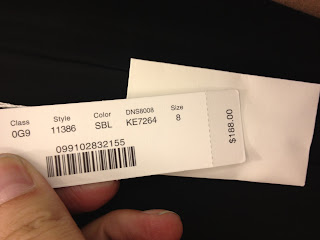 Class Style Color DNS8008 Size
0G9 11386 SBL KE7264 8
099102832155
$188.00